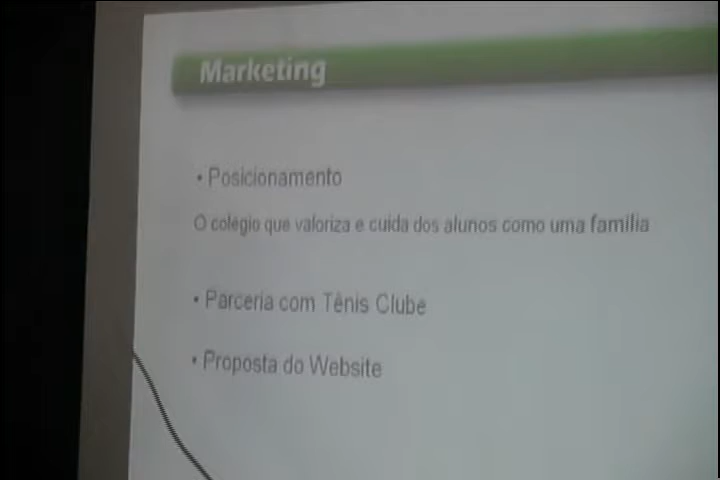 Marketing
• Posicionamento
O colégio que valoriza e cuida dos alunos como uma família
• Parceria com Tênis Clube
• Proposta do Website